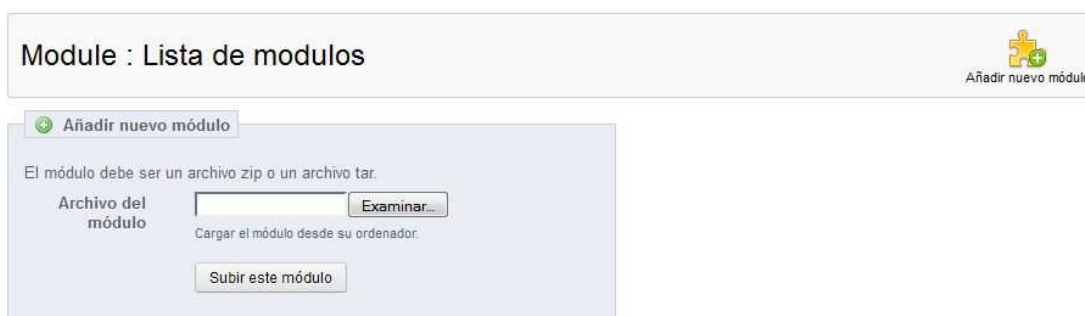 Module : Lista de modulos
Añadir nuevo módulo
Añadir nuevo módulo
El módulo debe ser un archivo zip o un archivo tar.
Archivo del
módulo
Examinar...
Cargar el módulo desde su ordenador.
Subir este módulo